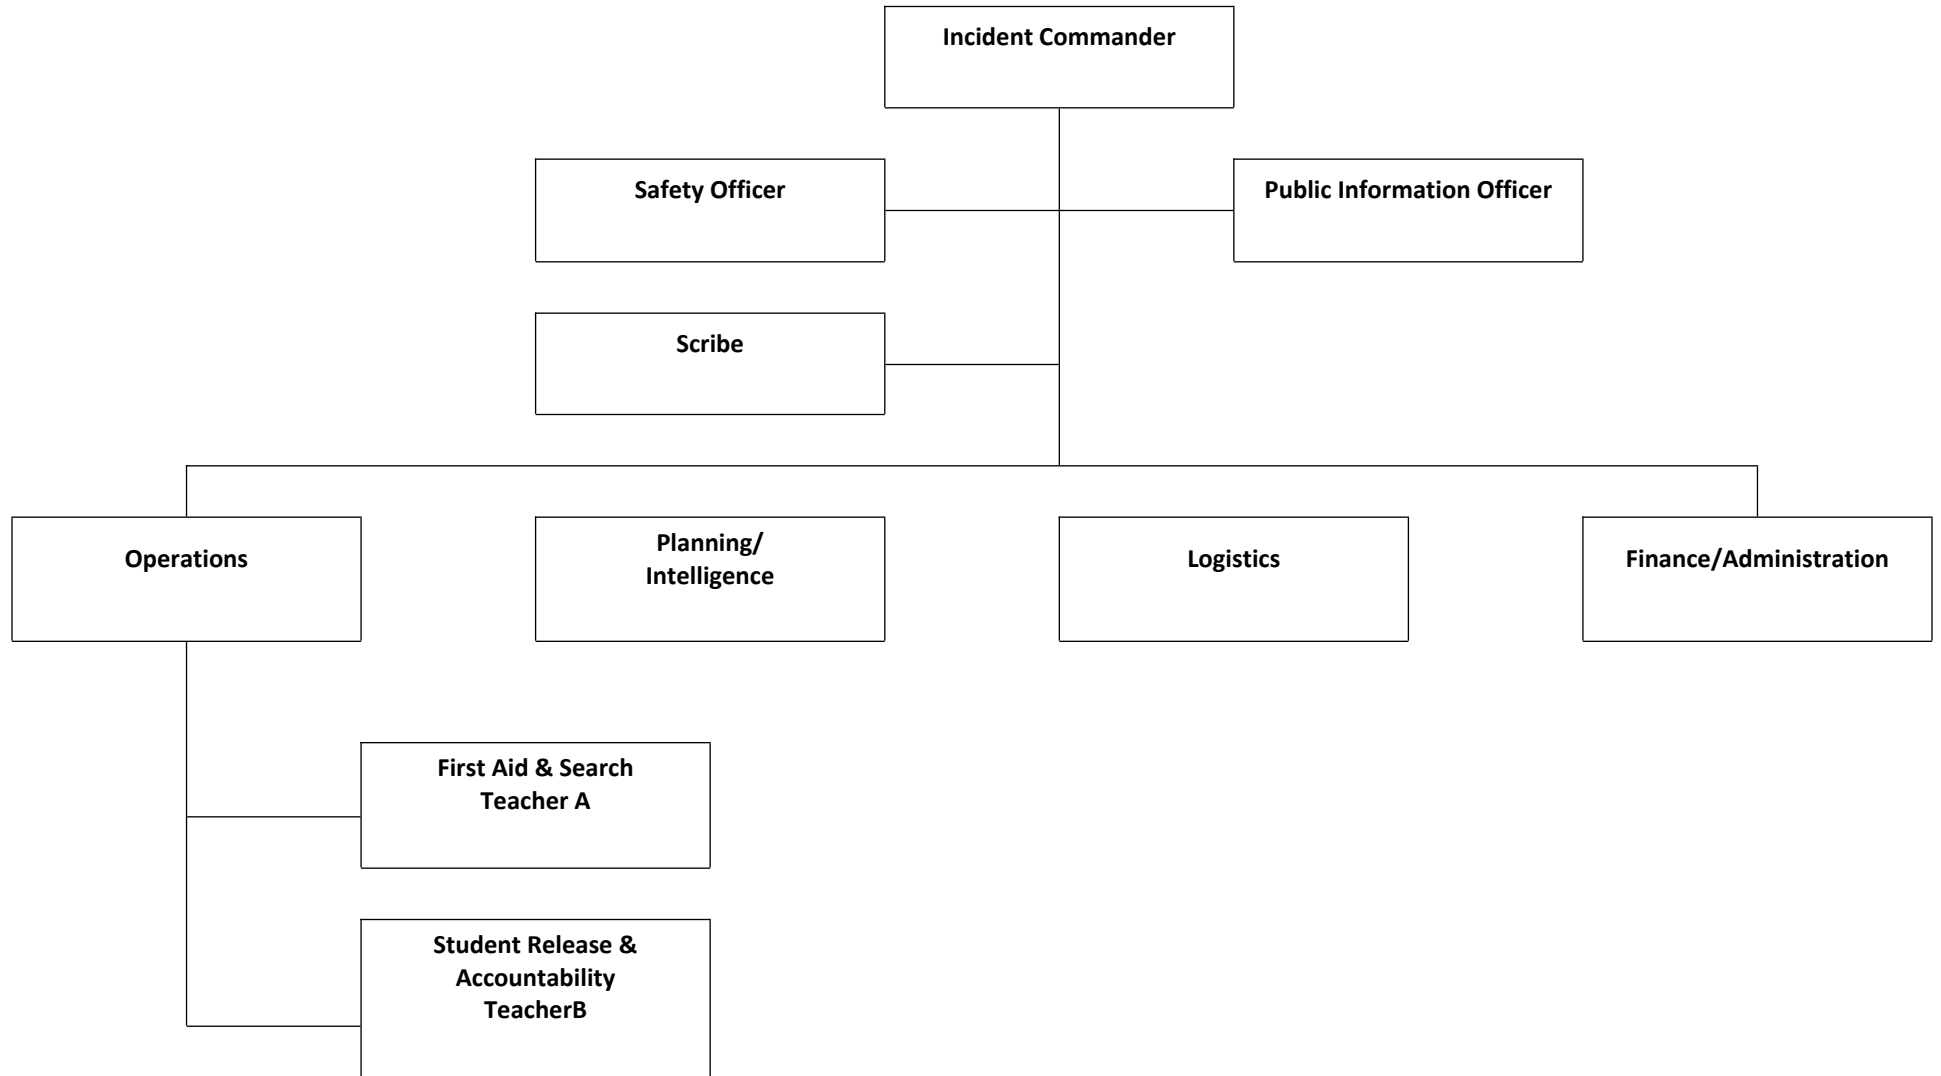 Incident Commander
Safety Officer
Public Information Officer
Scribe
Operations
Planning/
Intelligence
Logistics
Finance/Administration
First Aid & Search
Teacher A
Student Release &
Accountability
TeacherB